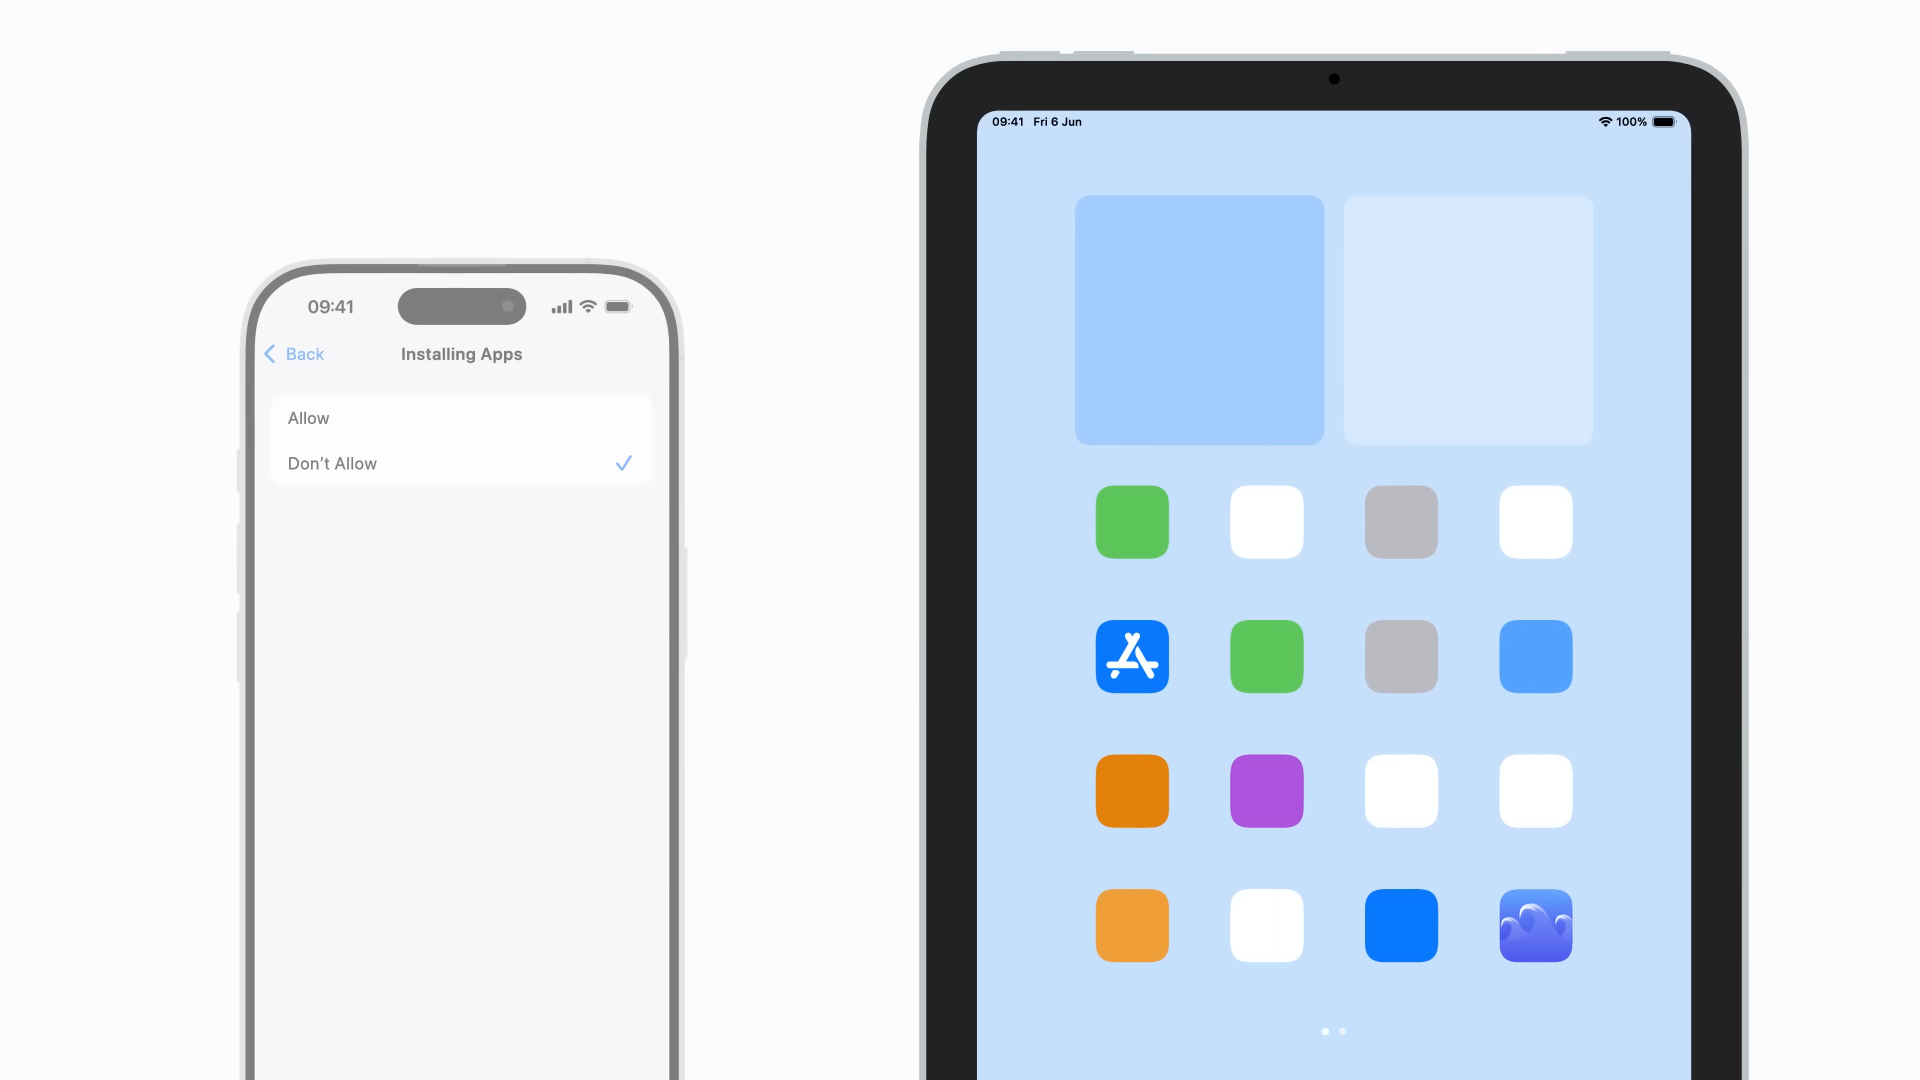 09:41
Back
Installing Apps
Allow
Don’t Allow
09:41 Fri 6 Jun
100%